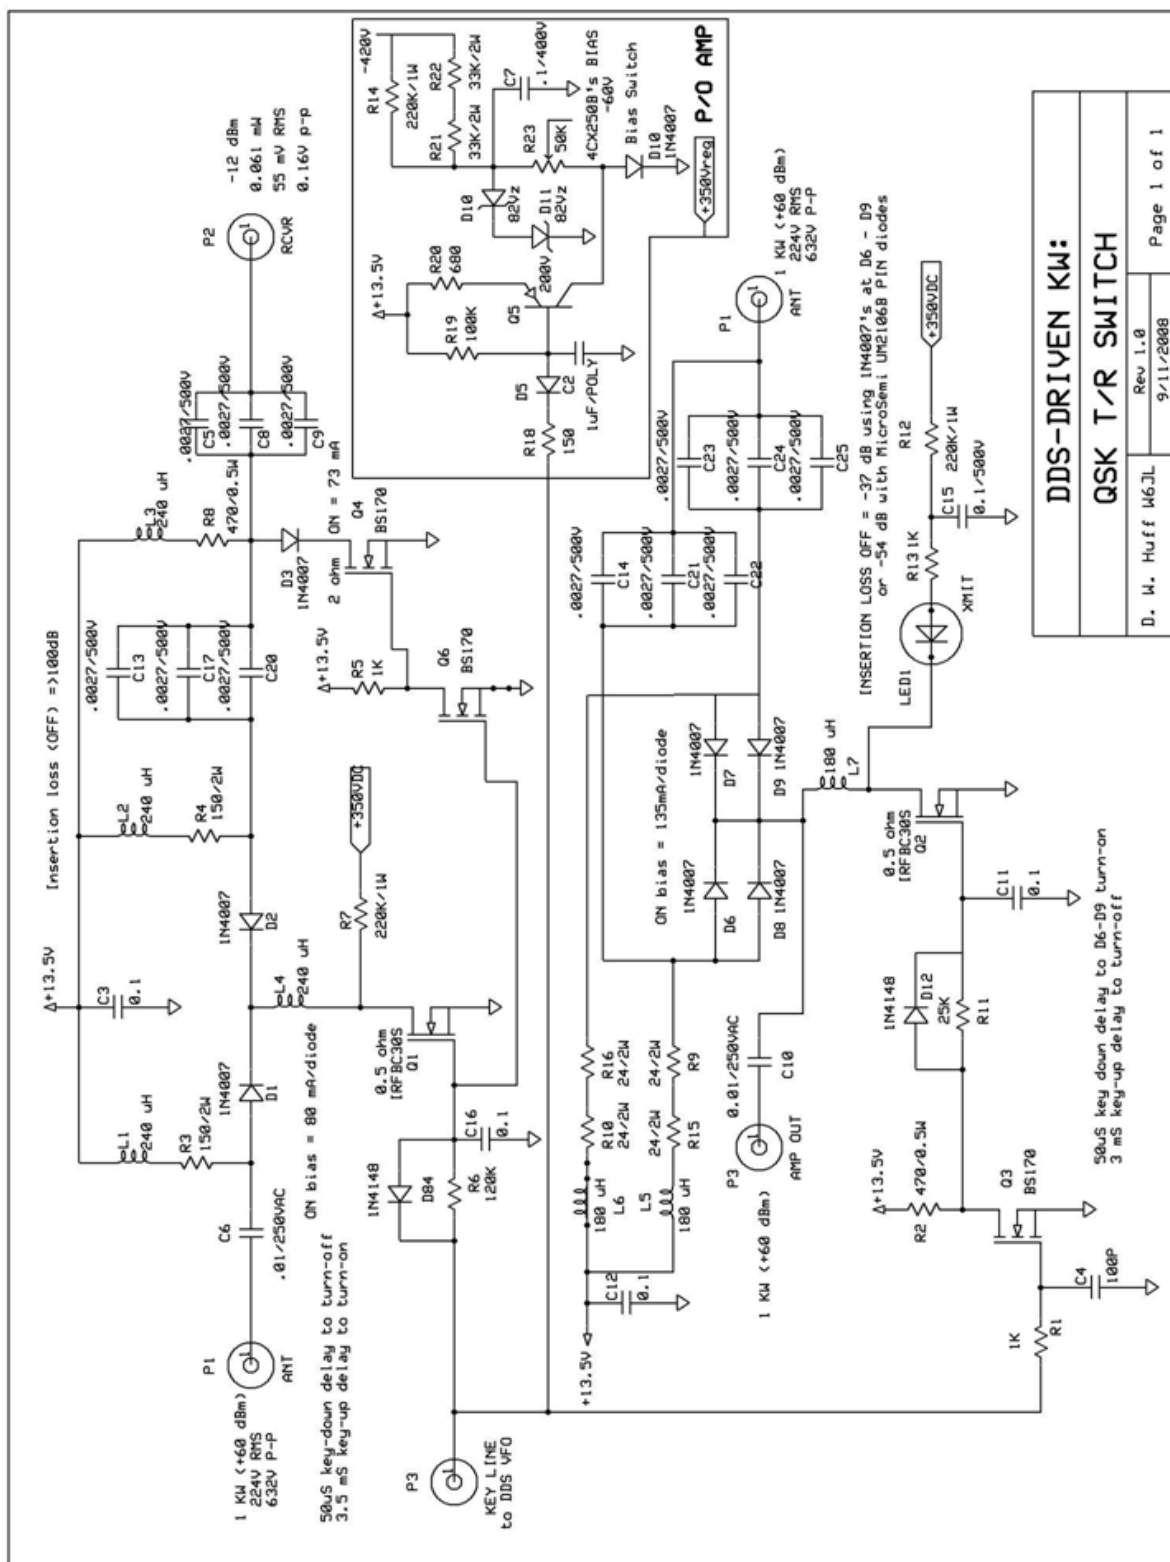 Insertion loss (OFF) =>100dB
+13.5V
C3
0.1
L1
240 uH
R3
150/2W
1N4007
D1
1N4007
D2
L2
240 uH
R4
150/2W
.0027/500V
C13
.0027/500V
C17
.0027/500V
C20
L3
240 uH
R8
470/0.5W
.0027/500V
C5
.0027/500V
C8
.0027/500V
C9
P2
1
RCVR
-12 dBm
0.061 mW
55 mV RMS
0.16V p-p
1 KW (+60 dBm)
224V RMS
632V P-P
P1
1
ANT
C6
.01/250VAC
ON bias = 80 mA/diode
50uS key-down delay to turn-off
3.5 mS key-up delay to turn-on
L4
240 uH
R7
220K/1W
+350VDC
0.5 ohm
IRFBC30S
Q1
1N4148
D84
R6
120K
C16
0.1
D3
1N4007
2 ohm ON = 73 mA
Q4
BS170
+13.5V
R5
1K
Q6
BS170
P3
1
KEY LINE
to DDS VFO
-420V
R14
220K/1W
R21
33K/2W
R22
33K/2W
C7
.1/400V
R23
50K
4CX250B's BIAS
-60V
D10
82Vz
D11
82Vz
Bias Switch
D10
1N4007
+350Vreg
P/O AMP
+13.5V
R20
680
R19
100K
200V
Q5
D5
C2
1uF/POLY
R18
150
+13.5V
C12
0.1
180 uH
L6
L5
180 uH
R10
24/2W
R16
24/2W
24/2W
R15
24/2W
R9
ON bias = 135mA/diode
1N4007
D6
1N4007
D7
D8 1N4007
D9 1N4007
.0027/500V
C14
.0027/500V
C21
.0027/500V
C22
.0027/500V
C23
.0027/500V
C24
.0027/500V
C25
P1
1
ANT
1 KW (+60 dBm)
224V RMS
632V P-P
P3
1
AMP OUT
1 KW (+60 dBm)
0.01/250VAC
C10
180 uH
L7
INSERTION LOSS OFF = -37 dB using 1N4007's at D6 - D9
or -54 dB with MicroSemi UM2106B PIN diodes
LED1
XMIT
R13 1K
C15
0.1/500V
R12
220K/1W
+350VDC
0.5 ohm
IRFBC30S
Q2
C11
0.1
1N4148
D12
25K
R11
+13.5V
R2
470/0.5W
Q3
BS170
1K
R1
C4
100P
50uS key down delay to D6-D9 turn-on
3 mS key-up delay to turn-off
DDS-DRIVEN KW:
QSK T/R SWITCH
D. W. Huff W6JL
Rev 1.0
9/11/2008
Page 1 of 1